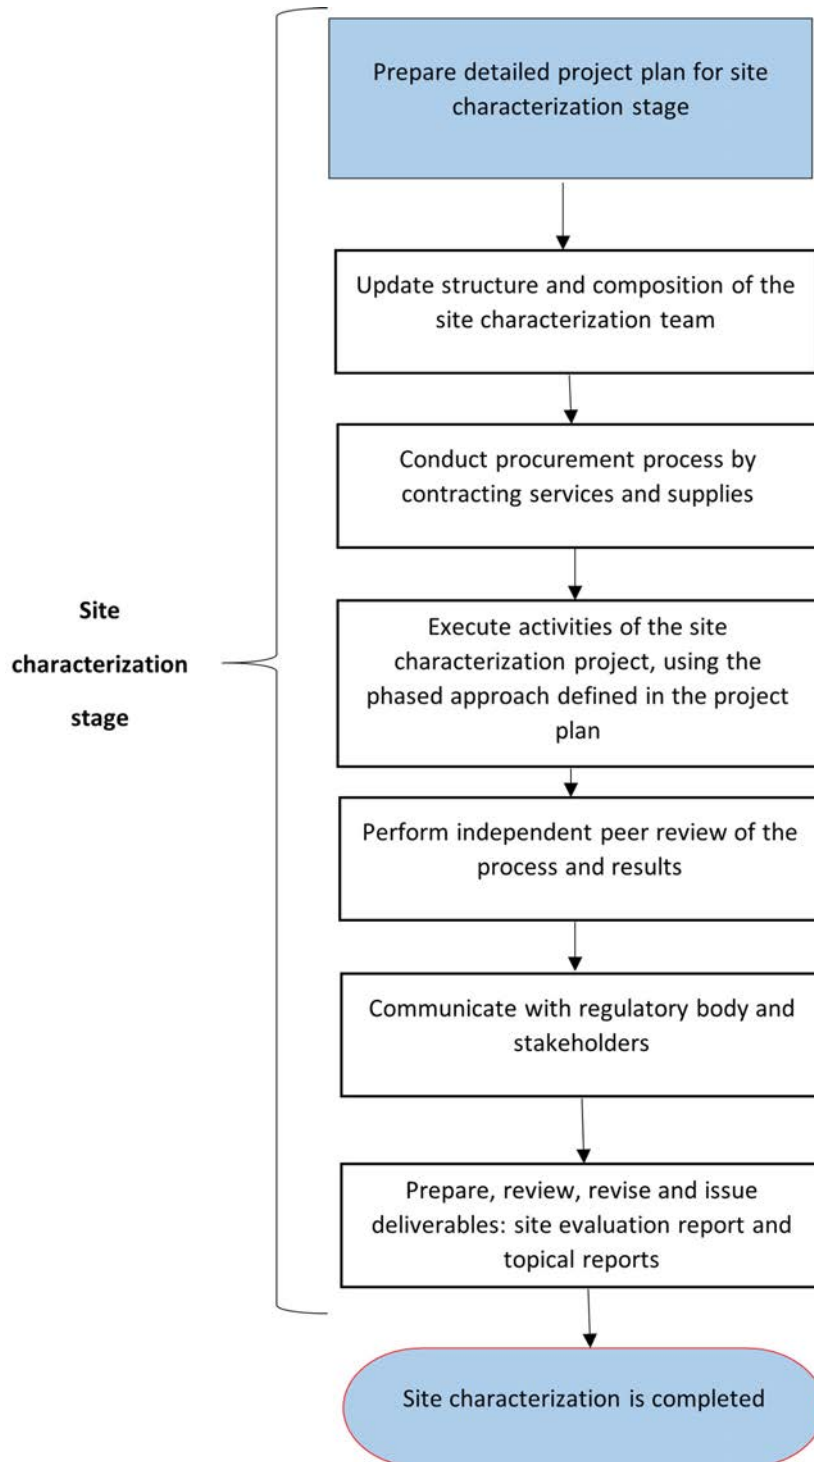 Prepare detailed project plan for site
characterization stage
Update structure and composition of the
site characterization team
Conduct procurement process by
contracting services and supplies
Site
characterization
stage
Execute activities of the site
characterization project, using the
phased approach defined in the project
plan
Perform independent peer review of the
process and results
Communicate with regulatory body and
stakeholders
Prepare, review, revise and issue
deliverables: site evaluation report and
topical reports
Site characterization is completed